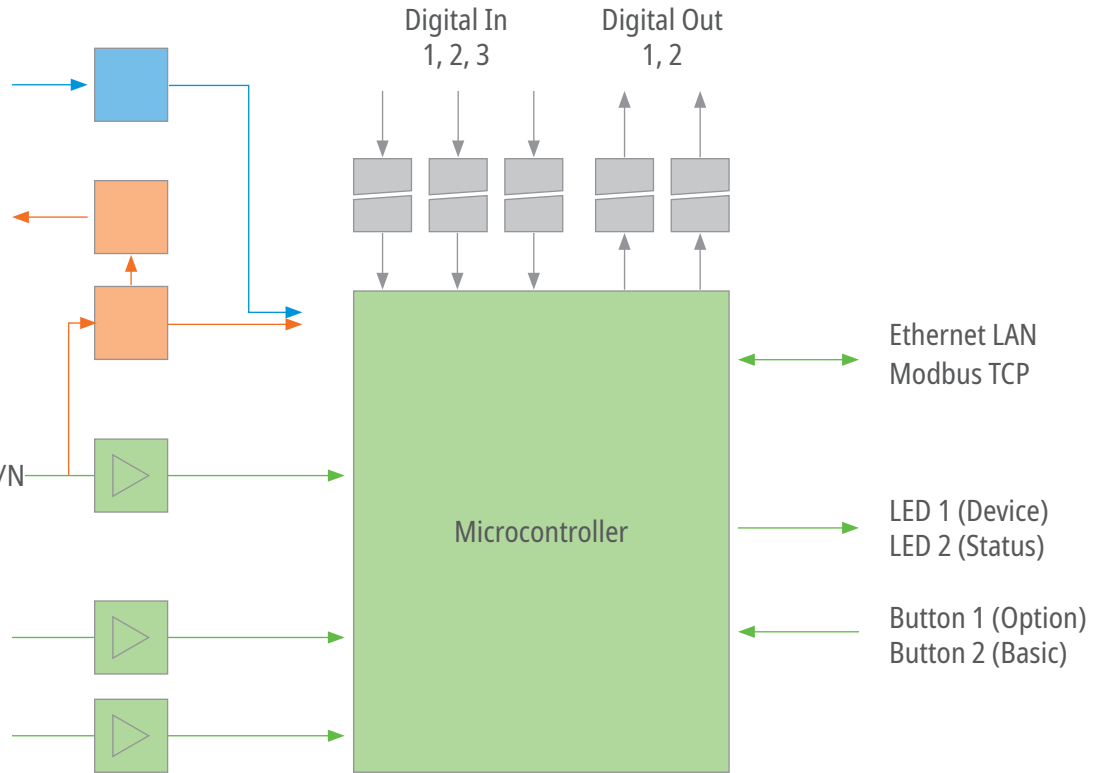 Digital In
1, 2, 3
Digital Out
1, 2
Ethernet LAN
Modbus TCP
/N
Microcontroller
LED 1 (Device)
LED 2 (Status)
Button 1 (Option)
Button 2 (Basic)